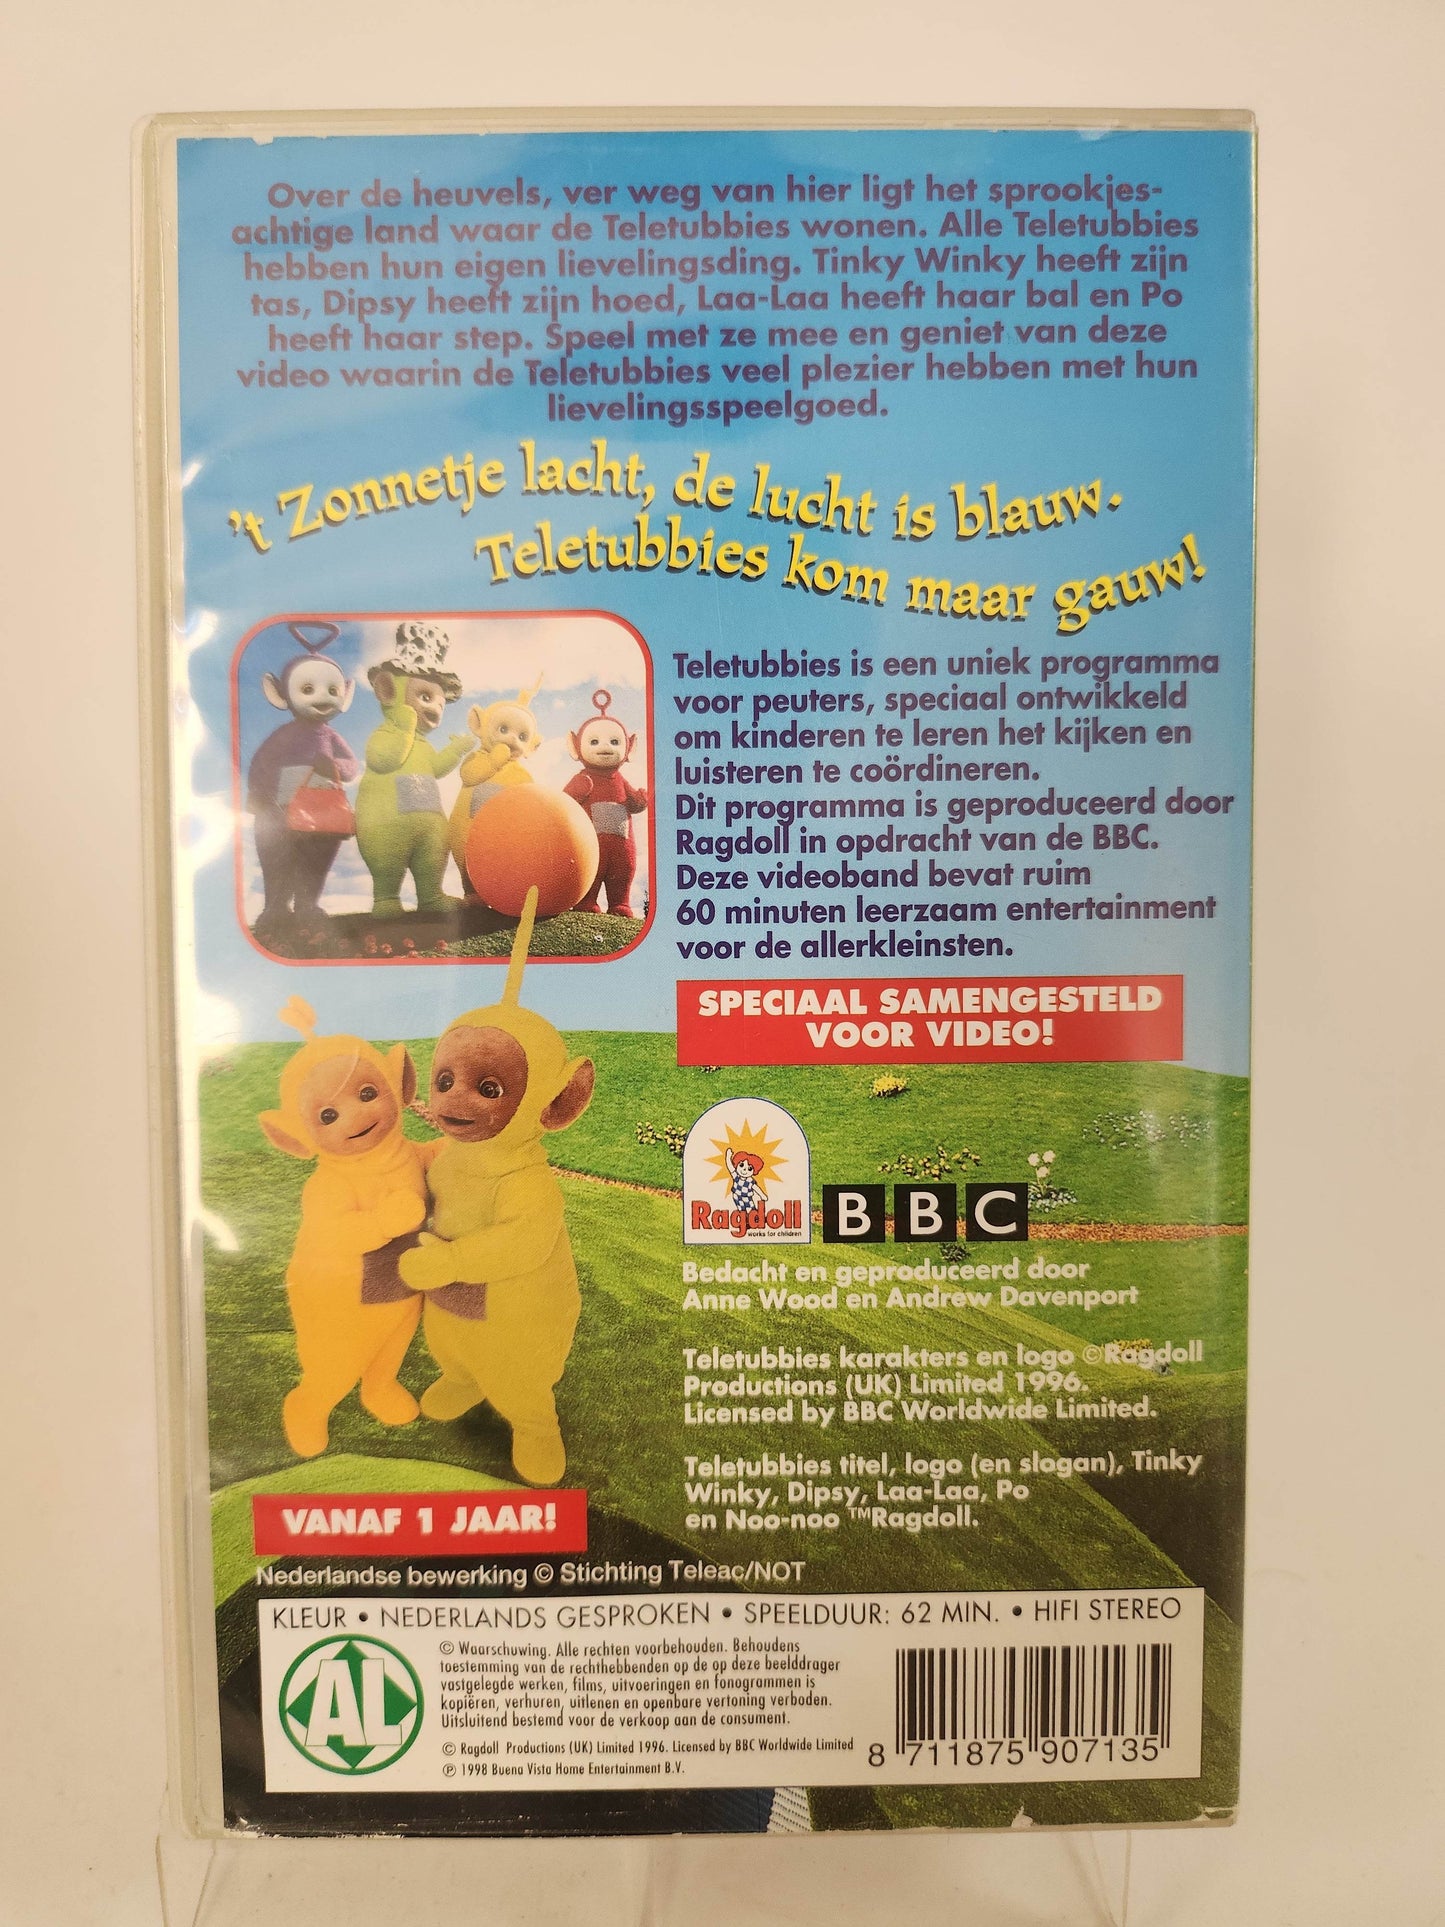 Over de heuvels, ver weg van hier ligt het sprookjes-
achtige land waar de Teletubbies wonen. Alle Teletubbies
hebben hun eigen lievelingsding. Tinky Winky heeft zijn
tas, Dipsy heeft zijn hoed, Laa-Laa heeft haar bal en Po
heeft haar step. Speel met ze mee en geniet van deze
video waarin de Teletubbies veel plezier hebben met hun
lievelingsspeelgoed.
't Zonnetje lacht, de lucht is blauw.
Teletubbies kom maar gauw!
Teletubbies is een uniek programma
voor peuters, speciaal ontwikkeld
om kinderen te leren het kijken en
luisteren te coördineren.
Dit programma is geproduceerd door
Ragdoll in opdracht van de BBC.
Deze videoband bevat ruim
60 minuten leerzaam entertainment
voor de allerkleinsten.
SPECIAAL SAMENGESTELD
VOOR VIDEO!
Ragdoll
works for children
BBC
Bedacht en geproduceerd door
Anne Wood en Andrew Davenport
Teletubbies karakters en logo ©Ragdoll
Productions (UK) Limited 1996.
Licensed by BBC Worldwide Limited.
Teletubbies titel, logo (en slogan), Tinky
Winky, Dipsy, Laa-Laa, Po
en Noo-noo ™Ragdoll.
VANAF 1 JAAR!
Nederlandse bewerking © Stichting Teleac/NOT
KLEUR • NEDERLANDS GESPROKEN • SPEELDUUR: 62 MIN. • HIFI STEREO
AL
© Waarschuwing. Alle rechten voorbehouden. Behoudens
toestemming van de rechthebbenden op de op deze beelddrager
vastgelegde werken, films, uitvoeringen en fonogrammen is
kopiëren, verhuren, uitlenen en openbare vertoning verboden.
Uitsluitend bestemd voor de verkoop aan de consument.
© Ragdoll Productions (UK) Limited 1996. Licensed by BBC Worldwide Limited
℗ 1998 Buena Vista Home Entertainment B.V.
8 711875 907135